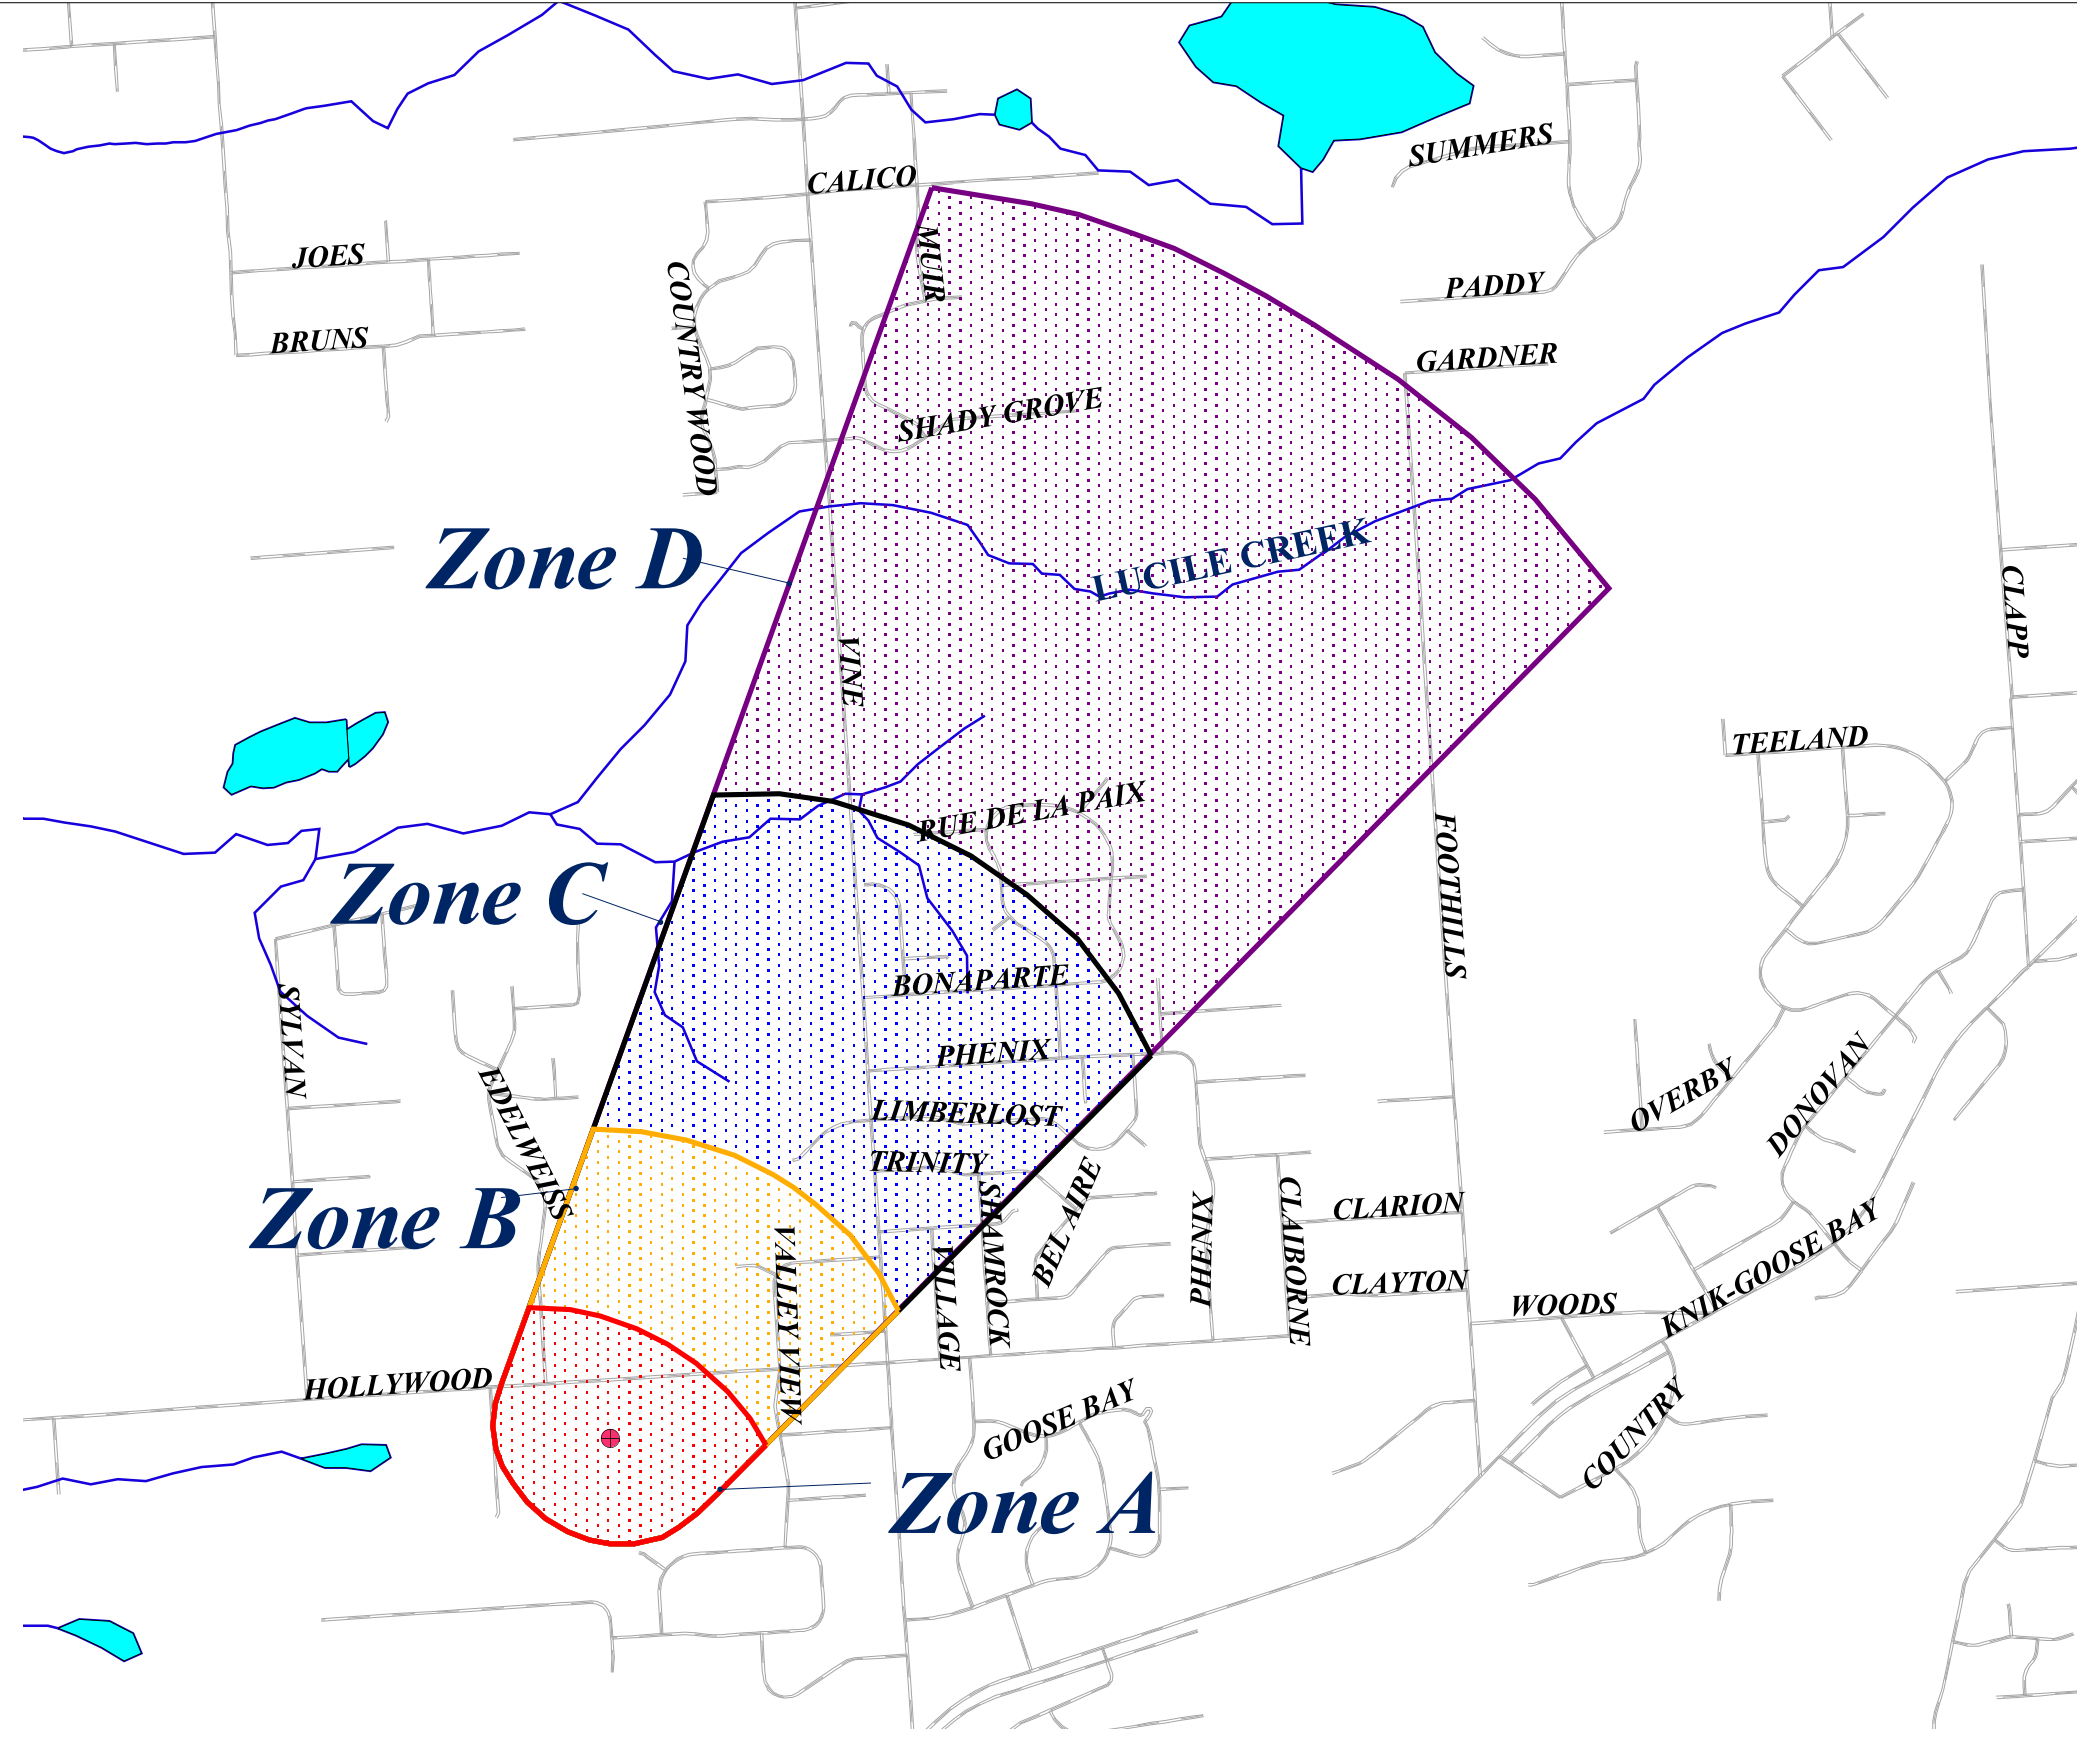 SUMMERS
CALICO
MUIR
JOES
COUNTRY WOOD
PADDY
BRUNS
GARDNER
SHADY GROVE
Zone D
LUCILE CREEK
CLAPP
VINE
TEELAND
RUE DE LA PAIX
FOOTHILLS
Zone C
BONAPARTE
SYLVAN
PHENIX
EDELWEISS
LIMBERLOST
OVERBY
DONOVAN
TRINITY
Zone B
SHAMROCK
BEL AIRE
PHENIX
CLAIBORNE
CLARION
KNIK-GOOSE BAY
VALLEY VIEW
VILLAGE
CLAYTON
WOODS
HOLLYWOOD
GOOSE BAY
COUNTRY
Zone A